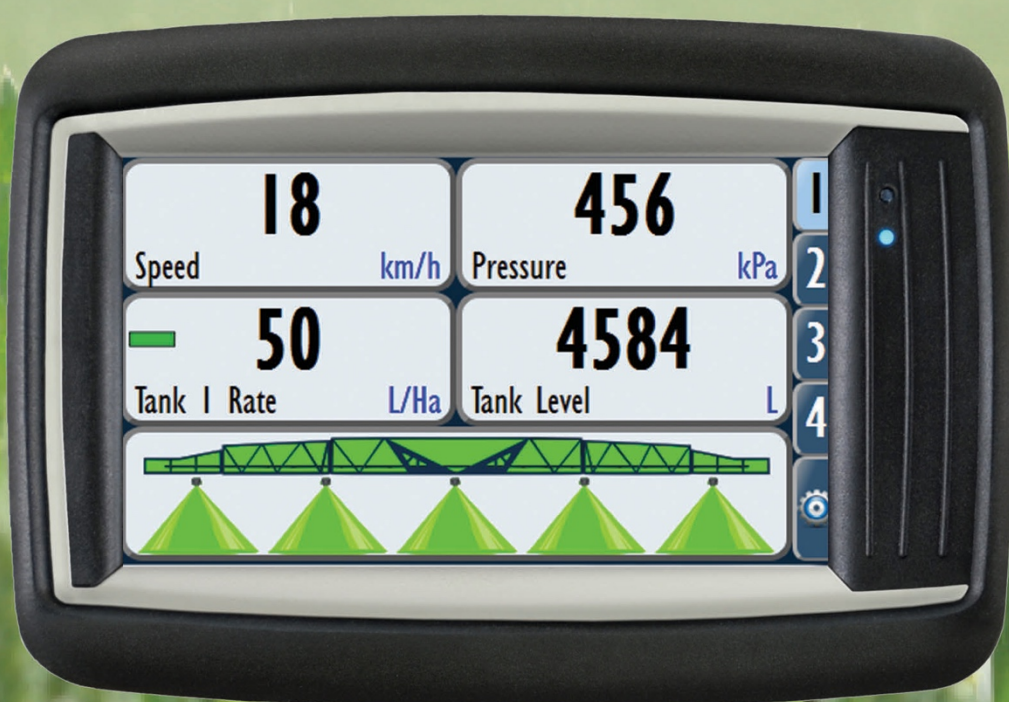 18
Speed km/h
456
Pressure kPa
50
Tank 1 Rate L/Ha
4584
Tank Level L
1
2
3
4